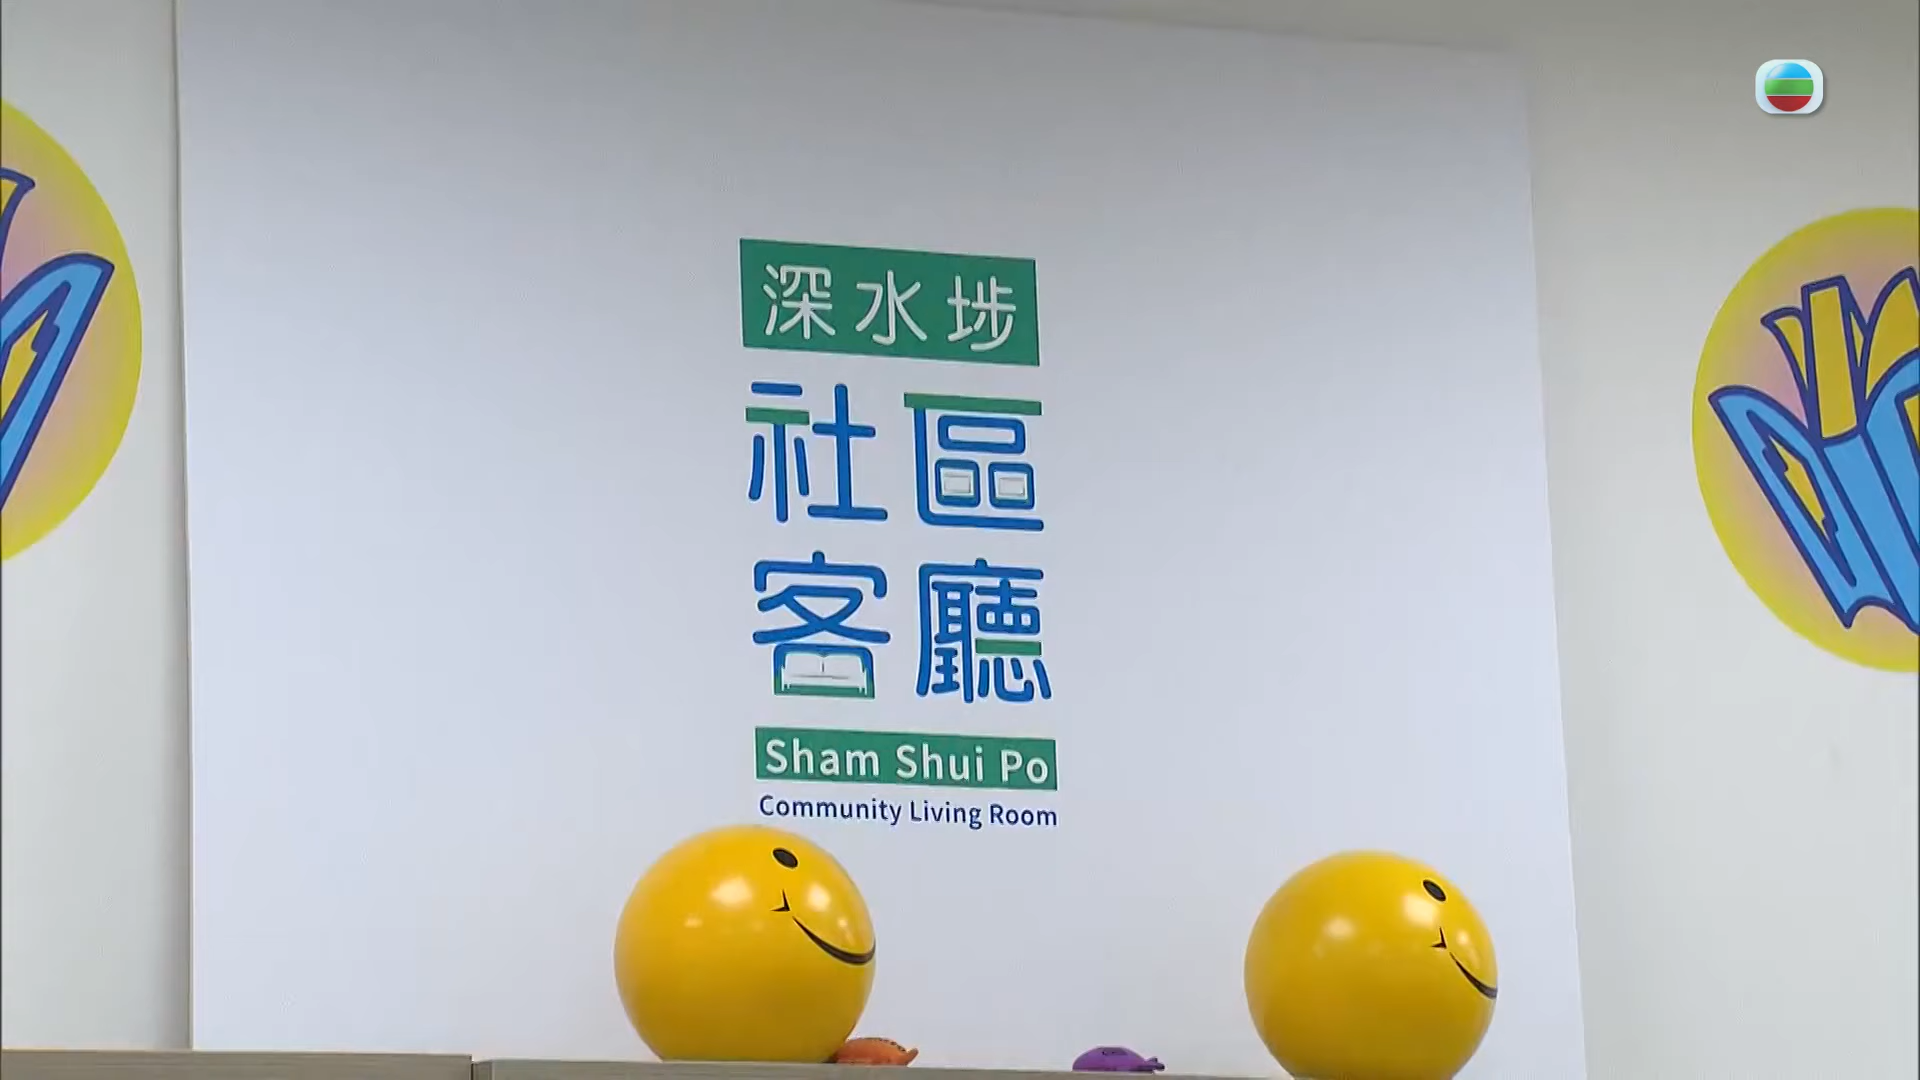 深水埗
社區
客廳
Sham Shui Po
Community Living Room